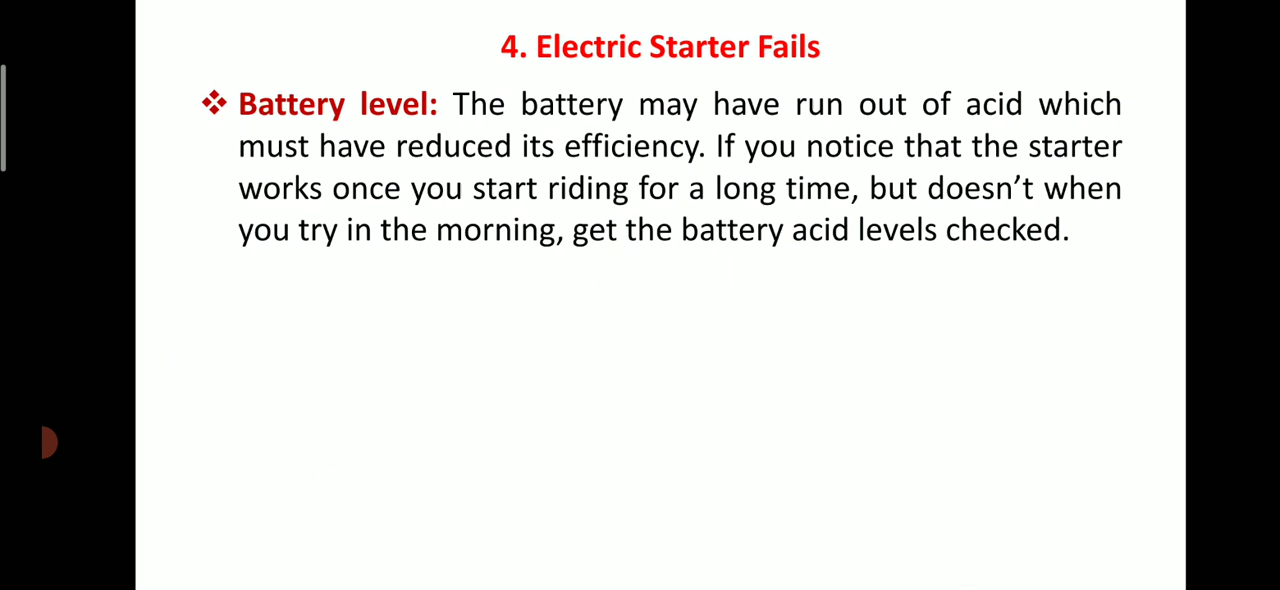 4. Electric Starter Fails
❖ Battery level: The battery may have run out of acid which
must have reduced its efficiency. If you notice that the starter
works once you start riding for a long time, but doesn’t when
you try in the morning, get the battery acid levels checked.